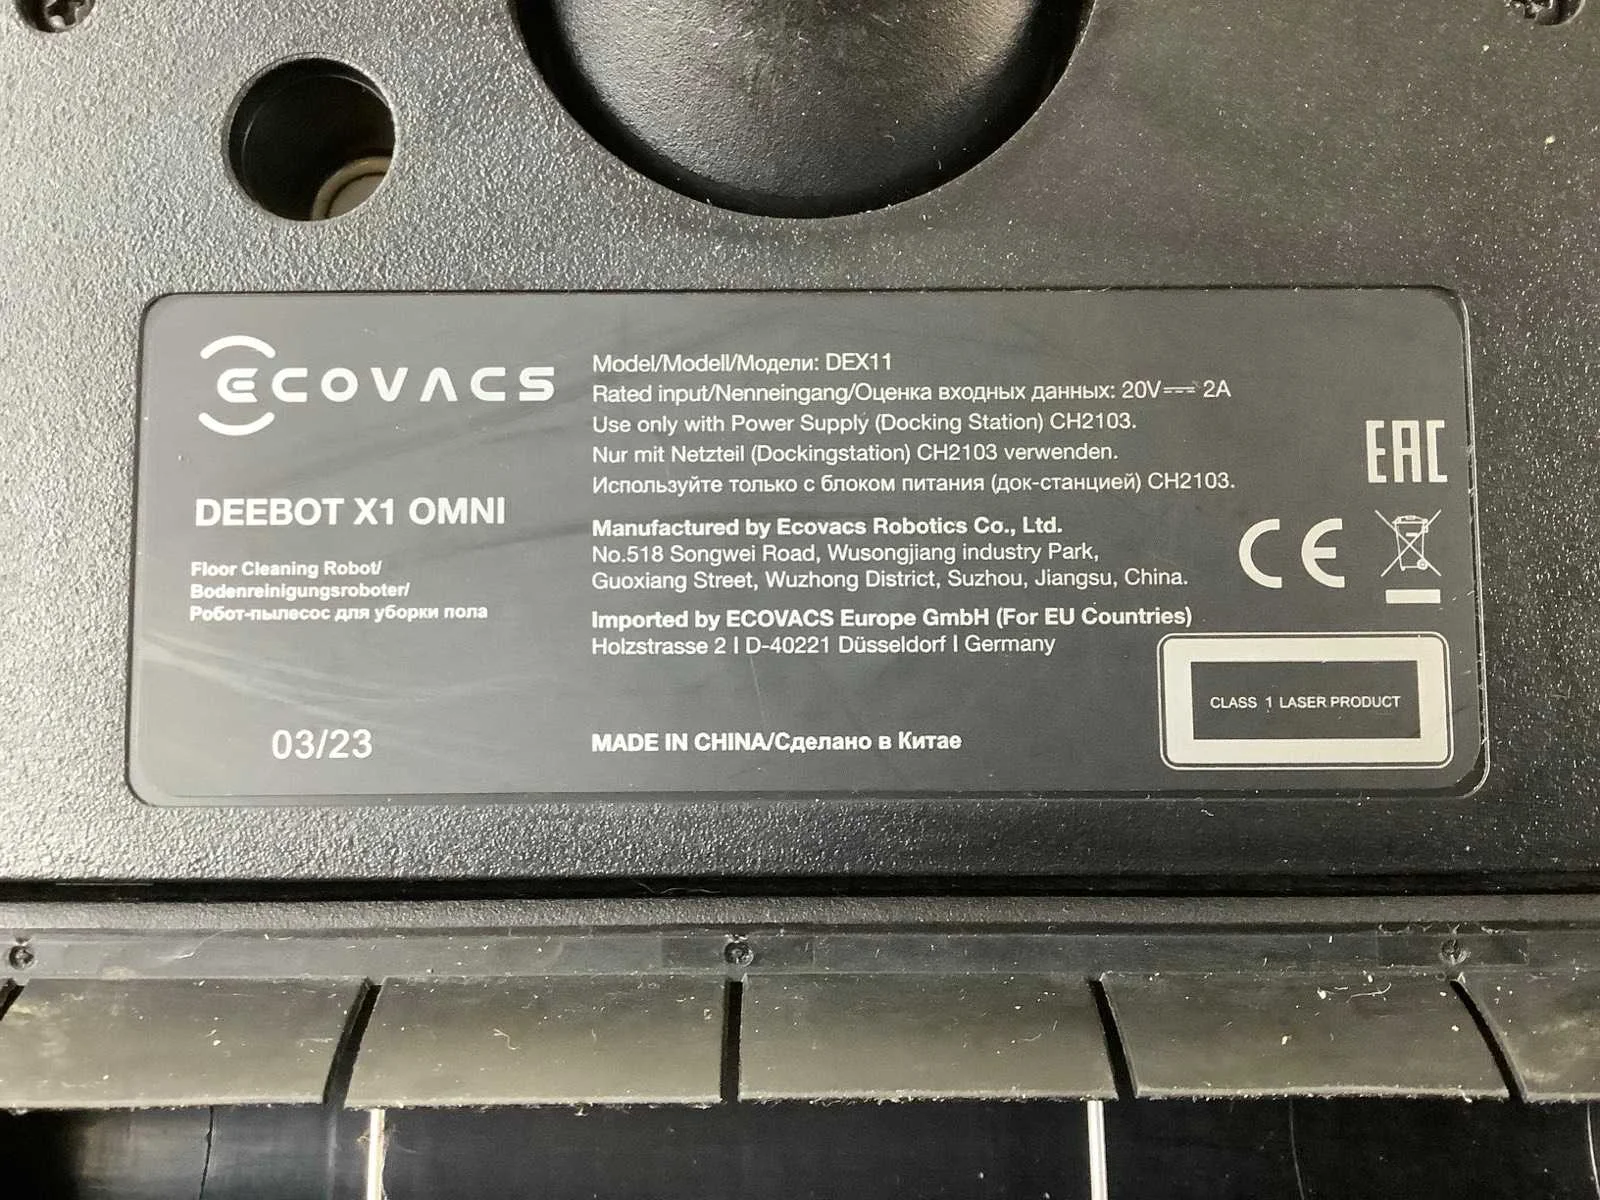 ECOVACS
DEEBOT X1 OMNI
Floor Cleaning Robot/
Bodenreinigungsroboter/
Робот-пылесос для уборки пола
03/23
Model/Modell/Модели: DEX11
Rated input/Nenneingang/Оценка входных данных: 20V⎓ 2A
Use only with Power Supply (Docking Station) CH2103.
Nur mit Netzteil (Dockingstation) CH2103 verwenden.
Используйте только с блоком питания (док-станцией) CH2103.
Manufactured by Ecovacs Robotics Co., Ltd.
No.518 Songwei Road, Wusongjiang industry Park,
Guoxiang Street, Wuzhong District, Suzhou, Jiangsu, China.
Imported by ECOVACS Europe GmbH (For EU Countries)
Holzstrasse 2 I D-40221 Düsseldorf I Germany
MADE IN CHINA/Сделано в Китае
EAC
CE
CLASS 1 LASER PRODUCT